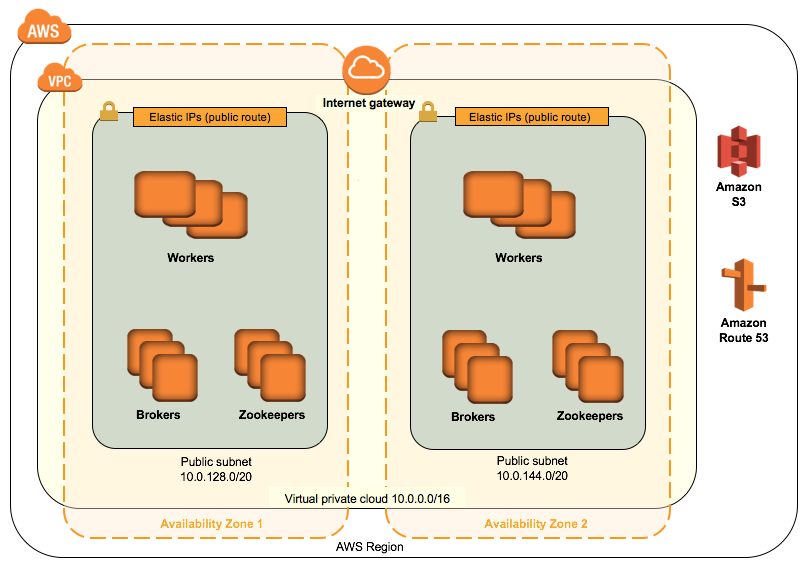 AWS
VPC
Internet gateway
Elastic IPs (public route)
Elastic IPs (public route)
Workers
Workers
Amazon
S3
Amazon
Route 53
Brokers
Zookeepers
Brokers
Zookeepers
Public subnet
10.0.128.0/20
Public subnet
10.0.144.0/20
Virtual private cloud 10.0.0.0/16
Availability Zone 1
Availability Zone 2
AWS Region